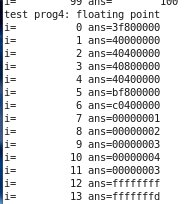 i=         99 ans=        100
test prog4: floating point
i=          0 ans=3f800000
i=          1 ans=40000000
i=          2 ans=40400000
i=          3 ans=40800000
i=          4 ans=40400000
i=          5 ans=bf800000
i=          6 ans=c0400000
i=          7 ans=00000001
i=          8 ans=00000002
i=          9 ans=00000003
i=         10 ans=00000004
i=         11 ans=00000003
i=         12 ans=ffffffff
i=         13 ans=fffffffd